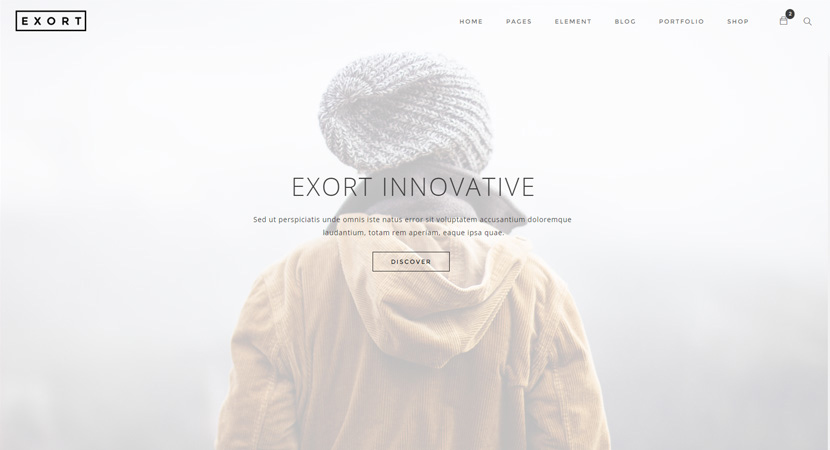 EXORT
HOME PAGES ELEMENT BLOG PORTFOLIO SHOP 2
EXORT INNOVATIVE
Sed ut perspiciatis unde omnis iste natus error sit voluptatem accusantium doloremque
laudantium, totam rem aperiam, eaque ipsa quae.
DISCOVER